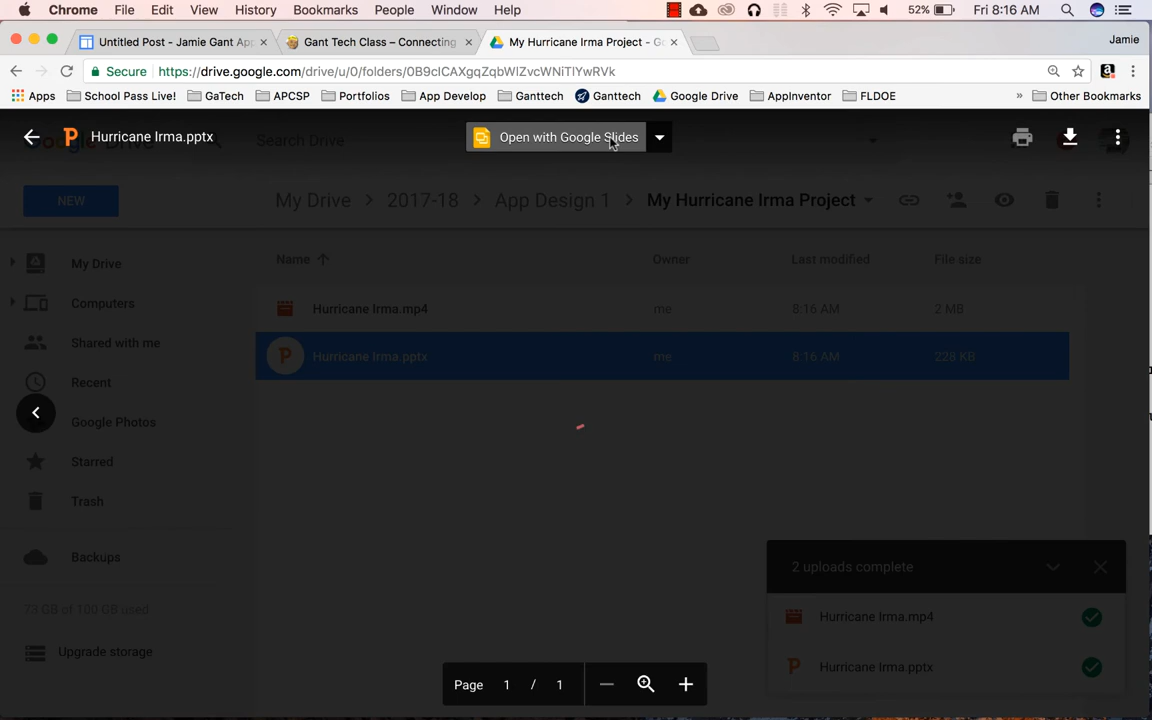 Chrome File Edit View History Bookmarks People Window Help 52% Fri 8:16 AM
Untitled Post - Jamie Gant Ap Gant Tech Class – Connecting My Hurricane Irma Project - Go Jamie
Secure https://drive.google.com/drive/u/0/folders/0B9cICAXgqZqbWlZvcWNiTlYwRVk
Apps School Pass Live! GaTech APCSP Portfolios App Develop Ganttech Ganttech Google Drive AppInventor FLDOE » Other Bookmarks
Hurricane Irma.pptx Open with Google Slides
Search Drive
NEW My Drive > 2017-18 > App Design 1 > My Hurricane Irma Project
Name Owner Last modified File size
My Drive
Hurricane Irma.mp4 me 8:16 AM 2 MB
Computers
Shared with me
Hurricane Irma.pptx me 8:16 AM 228 KB
Recent
Google Photos
Starred
Trash
Backups
2 uploads complete
73 GB of 100 GB used
Hurricane Irma.mp4
Upgrade storage
Hurricane Irma.pptx
Page 1 / 1